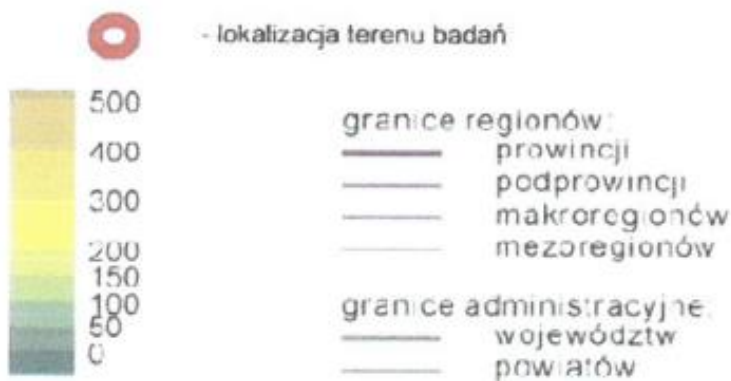 - lokalizacja terenu badań
500
400
300
200
150
100
50
0
granice regionów:
prowincji
podprowincji
makroregionów
mezoregionów
granice administracyjne:
województw
powiatów